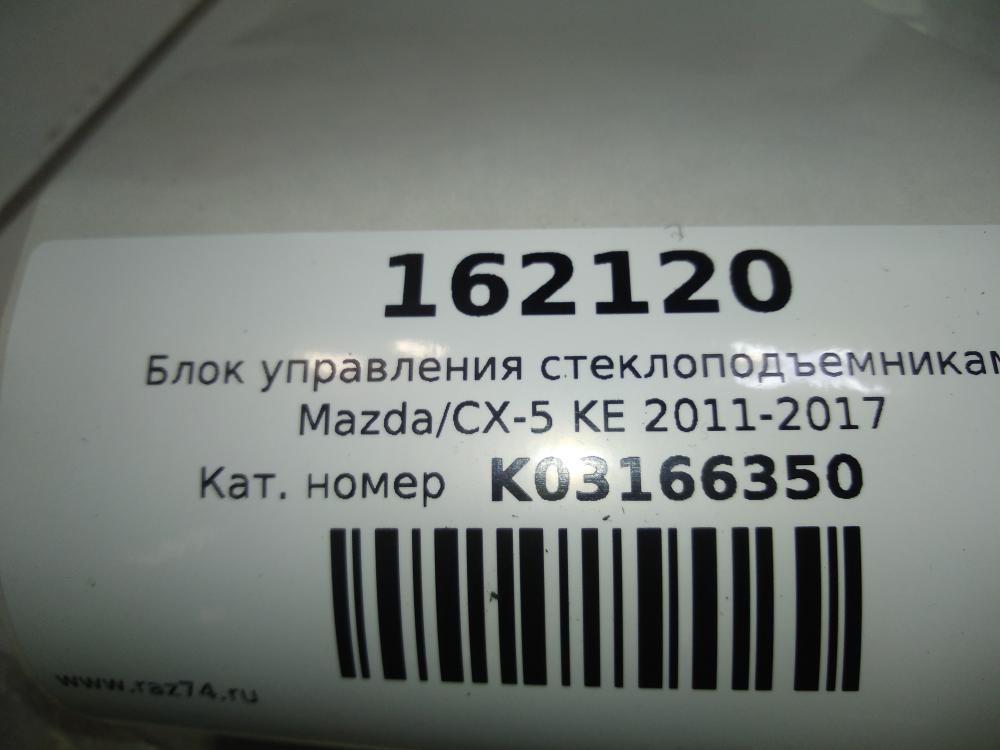 162120
Блок управления стеклоподъемникам
Mazda/CX-5 KE 2011-2017
Кат. номер K03166350
www.raz74.ru